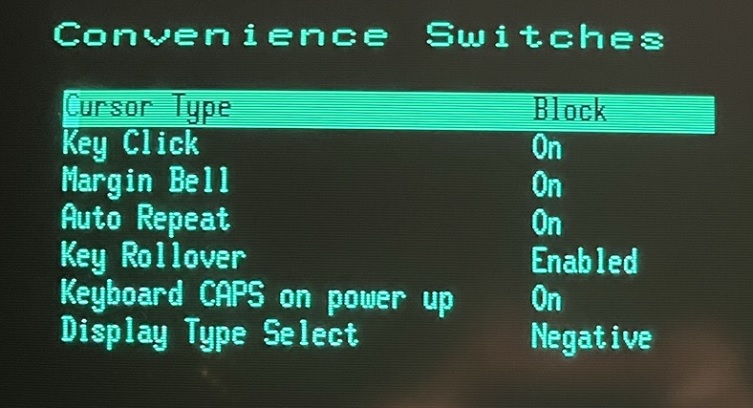 Convenience Switches
Cursor Type Block
Key Click On
Margin Bell On
Auto Repeat On
Key Rollover Enabled
Keyboard CAPS on power up On
Display Type Select Negative